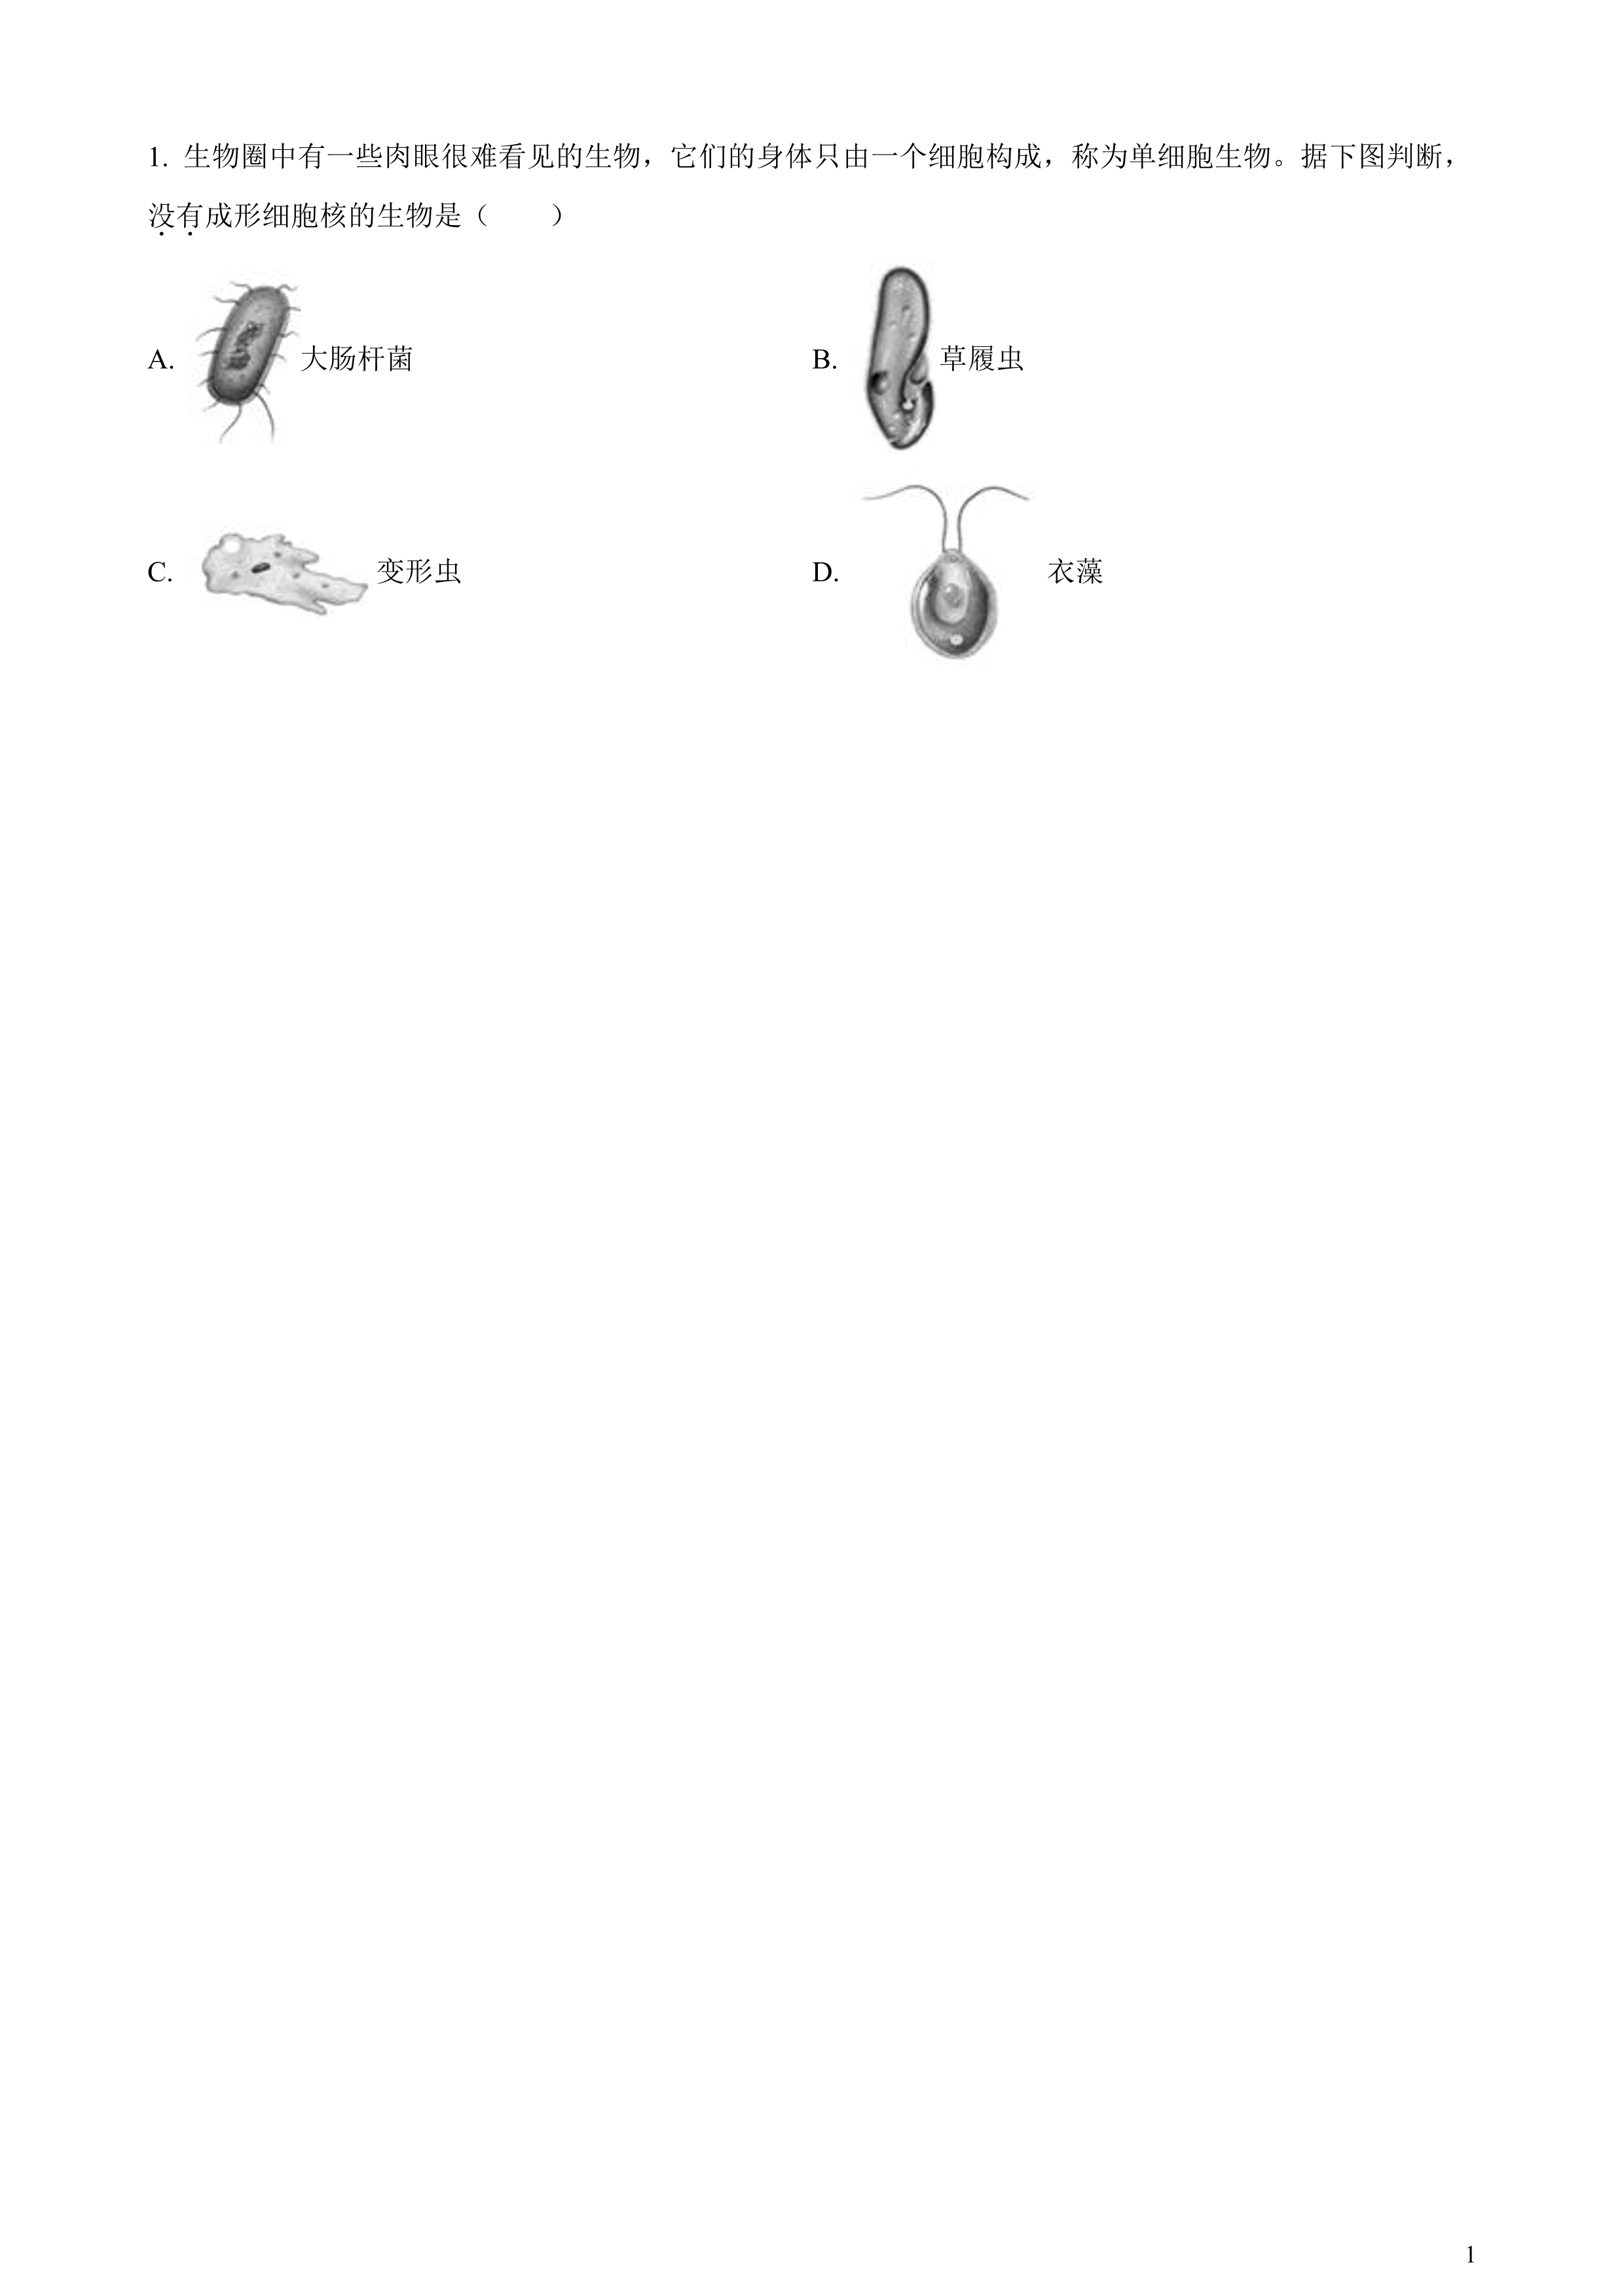 1. 生物圈中有一些肉眼很难看见的生物，它们的身体只由一个细胞构成，称为单细胞生物。据下图判断，
没有成形细胞核的生物是（　　）
A. 大肠杆菌
B. 草履虫
C. 变形虫
D. 衣藻
1